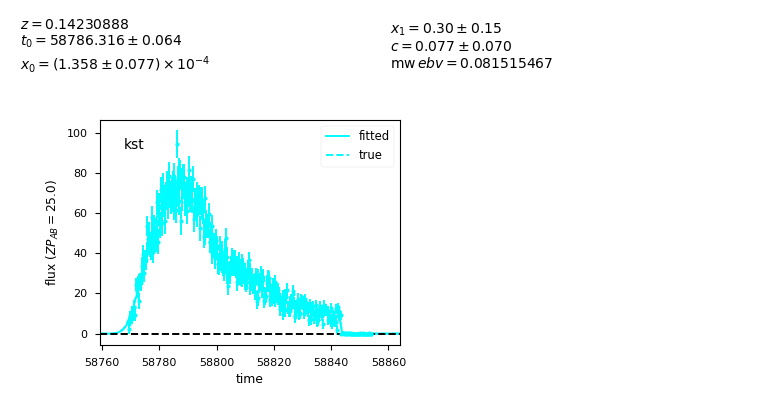 z = 0.14230888
t₀ = 58786.316 ± 0.064
x₀ = (1.358 ± 0.077) × 10⁻⁴
x₁ = 0.30 ± 0.15
c = 0.077 ± 0.070
mw ebv = 0.081515467
kst
fitted
true
100
80
60
40
20
0
flux (ZP_AB = 25.0)
58760 58780 58800 58820 58840 58860
time